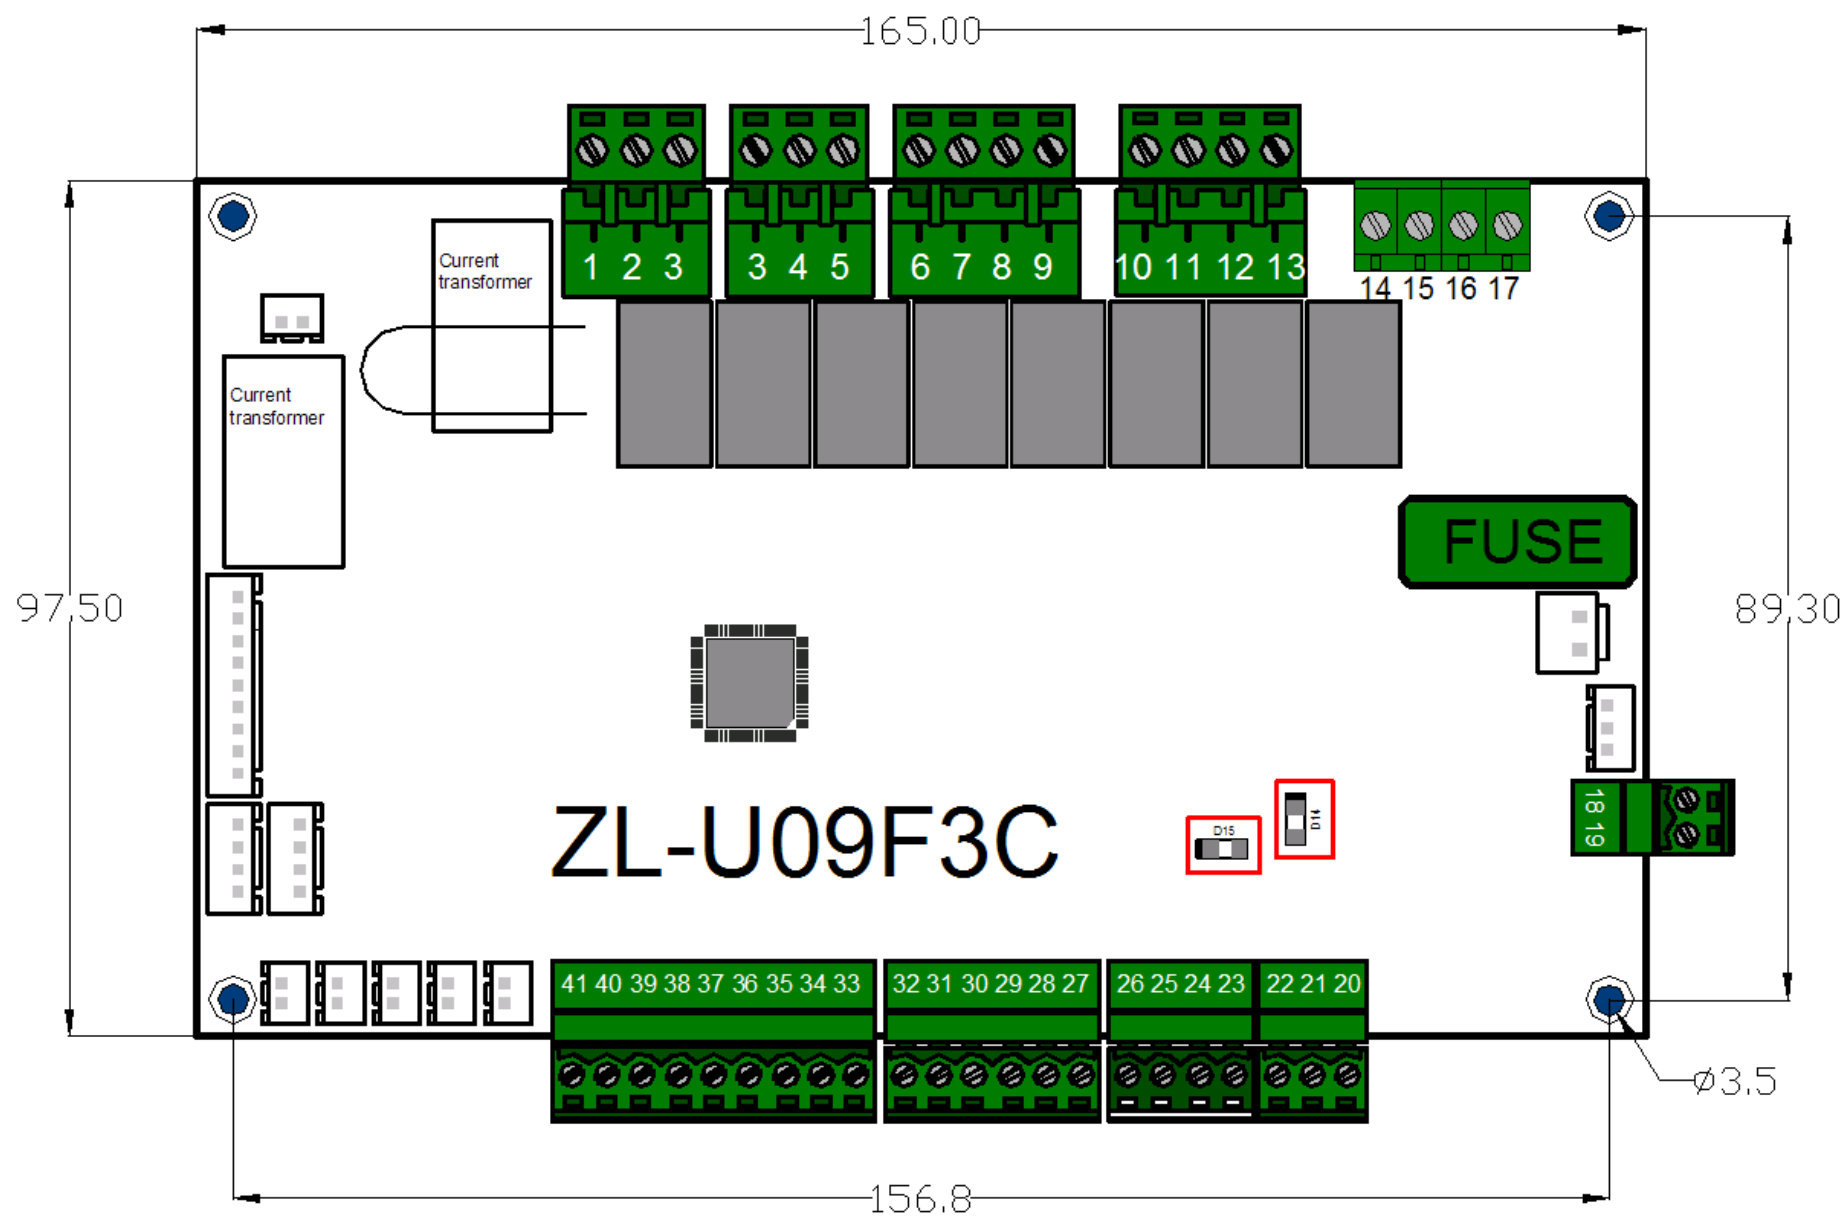 165.00
1 2 3
3 4 5
6 7 8 9
10 11 12 13
14 15 16 17
Current
transformer
Current
transformer
FUSE
97.50
89.30
18 19
D14
D15
ZL-U09F3C
41 40 39 38 37 36 35 34 33
32 31 30 29 28 27
26 25 24 23
22 21 20
ø3.5
156.8